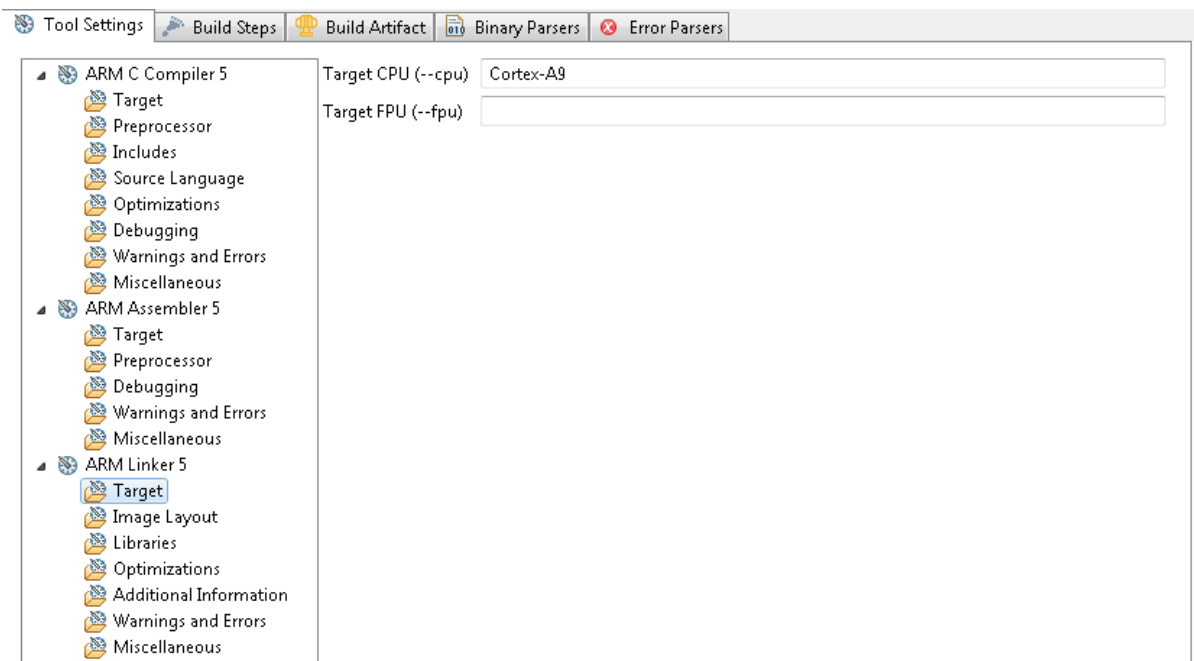 Tool Settings Build Steps Build Artifact Binary Parsers Error Parsers
ARM C Compiler 5
Target
Preprocessor
Includes
Source Language
Optimizations
Debugging
Warnings and Errors
Miscellaneous
ARM Assembler 5
Target
Preprocessor
Debugging
Warnings and Errors
Miscellaneous
ARM Linker 5
Target
Image Layout
Libraries
Optimizations
Additional Information
Warnings and Errors
Miscellaneous
Target CPU (--cpu) Cortex-A9
Target FPU (--fpu)